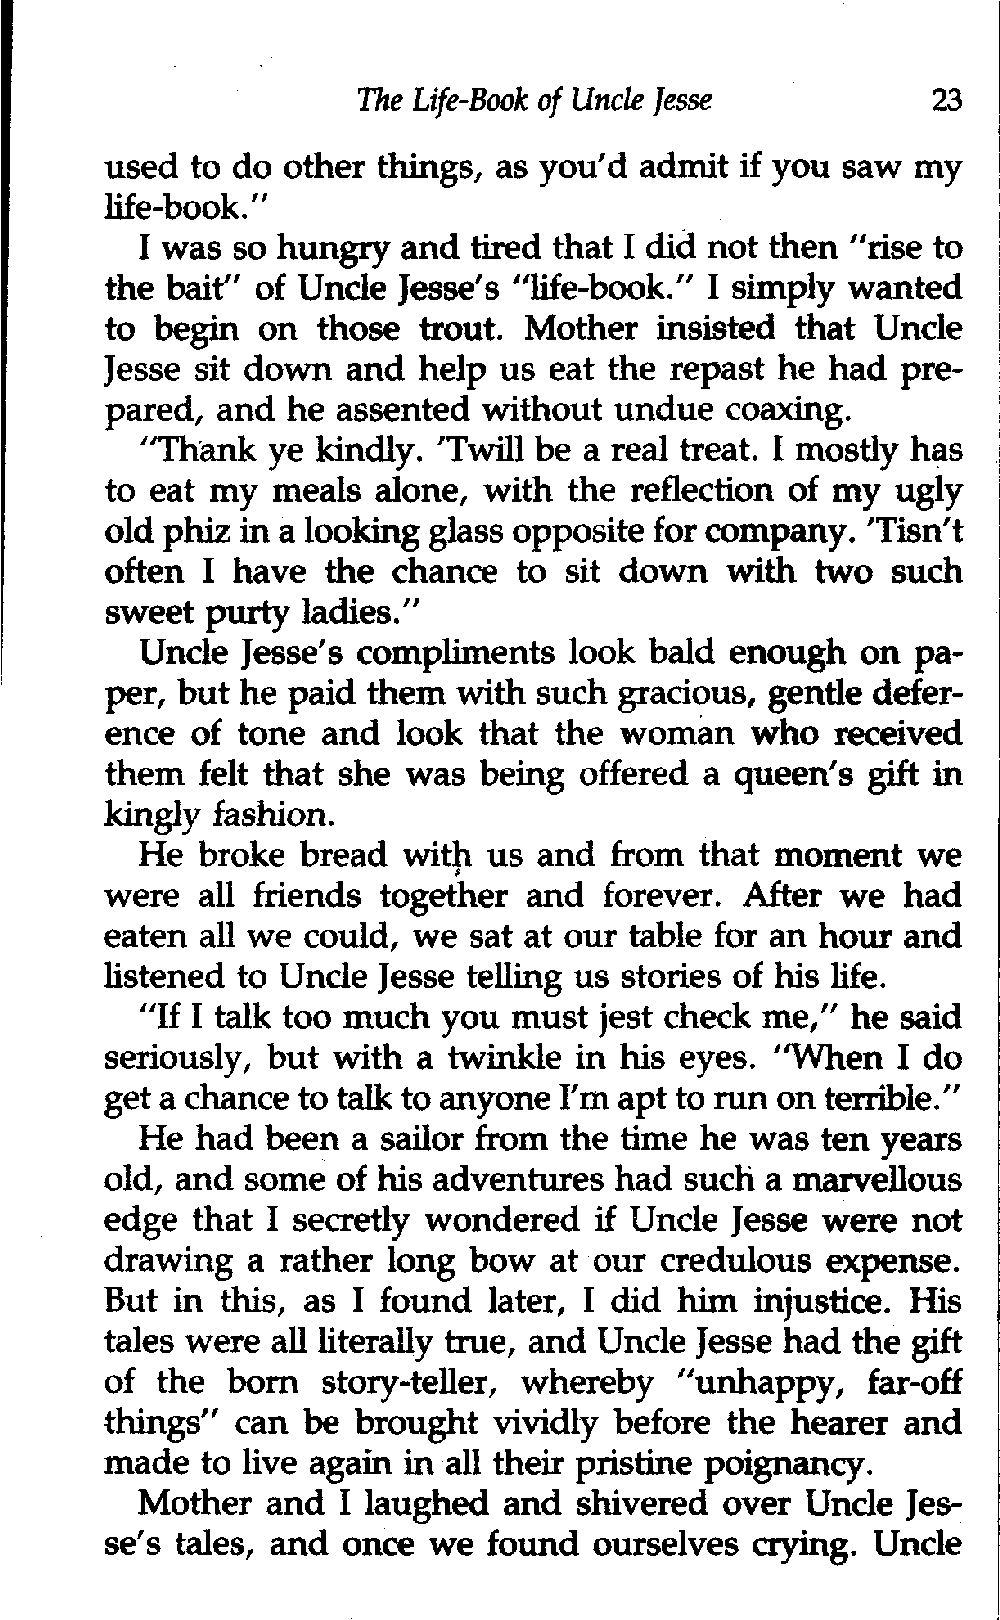 The Life-Book of Uncle Jesse 23
used to do other things, as you'd admit if you saw my
life-book."
I was so hungry and tired that I did not then "rise to
the bait" of Uncle Jesse's "life-book." I simply wanted
to begin on those trout. Mother insisted that Uncle
Jesse sit down and help us eat the repast he had pre-
pared, and he assented without undue coaxing.
"Thank ye kindly. 'Twill be a real treat. I mostly has
to eat my meals alone, with the reflection of my ugly
old phiz in a looking glass opposite for company. 'Tisn't
often I have the chance to sit down with two such
sweet purty ladies."
Uncle Jesse's compliments look bald enough on pa-
per, but he paid them with such gracious, gentle defer-
ence of tone and look that the woman who received
them felt that she was being offered a queen's gift in
kingly fashion.
He broke bread with us and from that moment we
were all friends together and forever. After we had
eaten all we could, we sat at our table for an hour and
listened to Uncle Jesse telling us stories of his life.
"If I talk too much you must jest check me," he said
seriously, but with a twinkle in his eyes. "When I do
get a chance to talk to anyone I'm apt to run on terrible."
He had been a sailor from the time he was ten years
old, and some of his adventures had such a marvellous
edge that I secretly wondered if Uncle Jesse were not
drawing a rather long bow at our credulous expense.
But in this, as I found later, I did him injustice. His
tales were all literally true, and Uncle Jesse had the gift
of the born story-teller, whereby "unhappy, far-off
things" can be brought vividly before the hearer and
made to live again in all their pristine poignancy.
Mother and I laughed and shivered over Uncle Jes-
se's tales, and once we found ourselves crying. Uncle